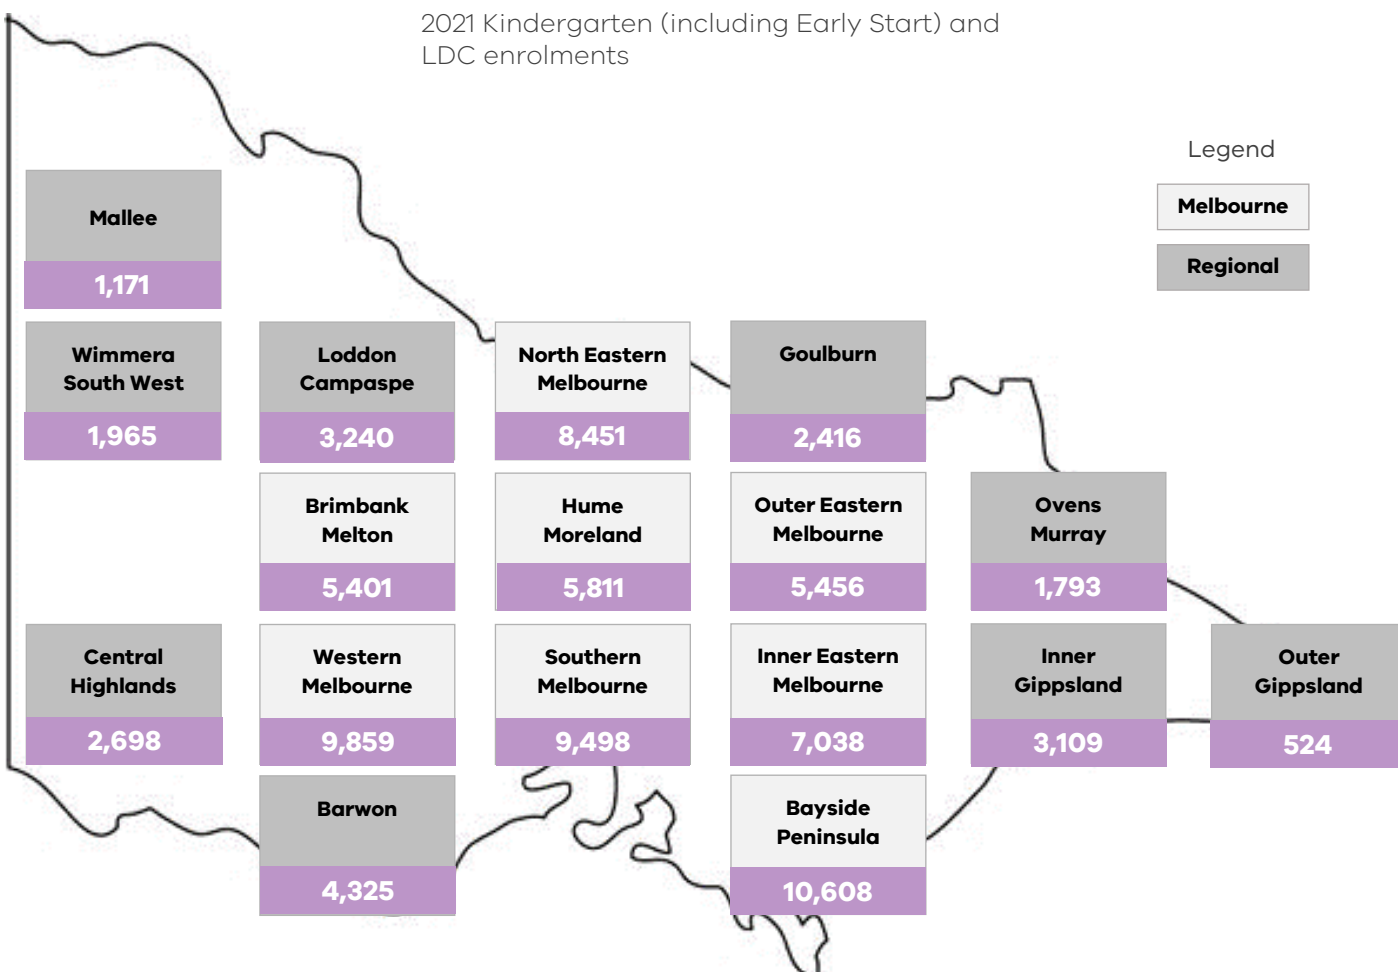 2021 Kindergarten (including Early Start) and
LDC enrolments
Legend
Melbourne
Regional
Mallee
1,171
Wimmera
South West
1,965
Loddon
Campaspe
3,240
North Eastern
Melbourne
8,451
Goulburn
2,416
Brimbank
Melton
5,401
Hume
Moreland
5,811
Outer Eastern
Melbourne
5,456
Ovens
Murray
1,793
Central
Highlands
2,698
Western
Melbourne
9,859
Southern
Melbourne
9,498
Inner Eastern
Melbourne
7,038
Inner
Gippsland
3,109
Outer
Gippsland
524
Barwon
4,325
Bayside
Peninsula
10,608